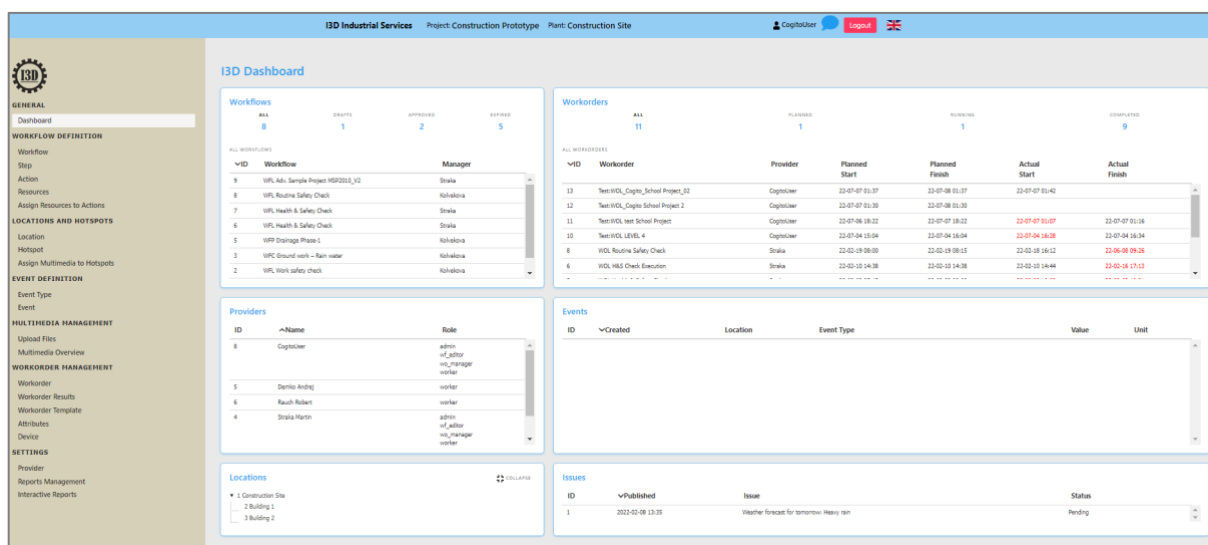 I3D Industrial Services Project: Construction Prototype Plant: Construction Site CogitoUser Logout
I3D
GENERAL
Dashboard
WORKFLOW DEFINITION
Workflow
Step
Action
Resources
Assign Resources to Actions
LOCATIONS AND HOTSPOTS
Location
Hotspot
Assign Multimedia to Hotspots
EVENT DEFINITION
Event Type
Event
MULTIMEDIA MANAGEMENT
Upload Files
Multimedia Overview
WORKORDER MANAGEMENT
Workorder
Workorder Results
Workorder Template
Attributes
Device
SETTINGS
Provider
Reports Management
Interactive Reports
I3D Dashboard
Workflows
ALL DRAFTS APPROVED EXPIRED
8 1 2 5
ALL WORKFLOWS
ID Workflow Manager
9 WFL Adv. Sample Project MSP2010_V2 Straka
8 WFL Routine Safety Check Kolvekova
7 WFL Health & Safety Check Straka
6 WFL Health & Safety Check Straka
5 WFP Drainage Phase-1 Kolvekova
3 WFC Ground work – Rain water Kolvekova
2 WFL Work safety check Kolvekova
Workorders
ALL PLANNED RUNNING COMPLETED
11 1 1 9
ALL WORKORDERS
ID Workorder Provider Planned Start Planned Finish Actual Start Actual Finish
13 Test:WOL_Cogito_School Project_02 CogitoUser 22-07-07 01:37 22-07-08 01:37 22-07-07 01:42
12 Test:WOL_Cogito School Project 2 CogitoUser 22-07-07 01:30 22-07-08 01:30
11 Test:WOL test School Project CogitoUser 22-07-06 18:22 22-07-07 18:22 22-07-07 01:07 22-07-07 01:16
10 Test:WOL LEVEL 4 CogitoUser 22-07-04 15:04 22-07-04 16:04 22-07-04 16:28 22-07-04 16:34
8 WOL Routine Safety Check Straka 22-02-19 08:00 22-02-19 08:15 22-02-18 16:12 22-06-08 09:26
6 WOL H&S Check Execution Straka 22-02-10 14:38 22-02-10 14:38 22-02-10 14:44 22-02-16 17:13
Providers
ID Name Role
8 CogitoUser admin
wf_editor
wo_manager
worker
5 Demko Andrej worker
6 Rauch Robert worker
4 Straka Martin admin
wf_editor
wo_manager
worker
Events
ID Created Location Event Type Value Unit
Locations COLLAPSE
1 Construction Site
2 Building 1
3 Building 2
Issues
ID Published Issue Status
1 2022-02-08 13:35 Weather forecast for tomorrow: Heavy rain Pending